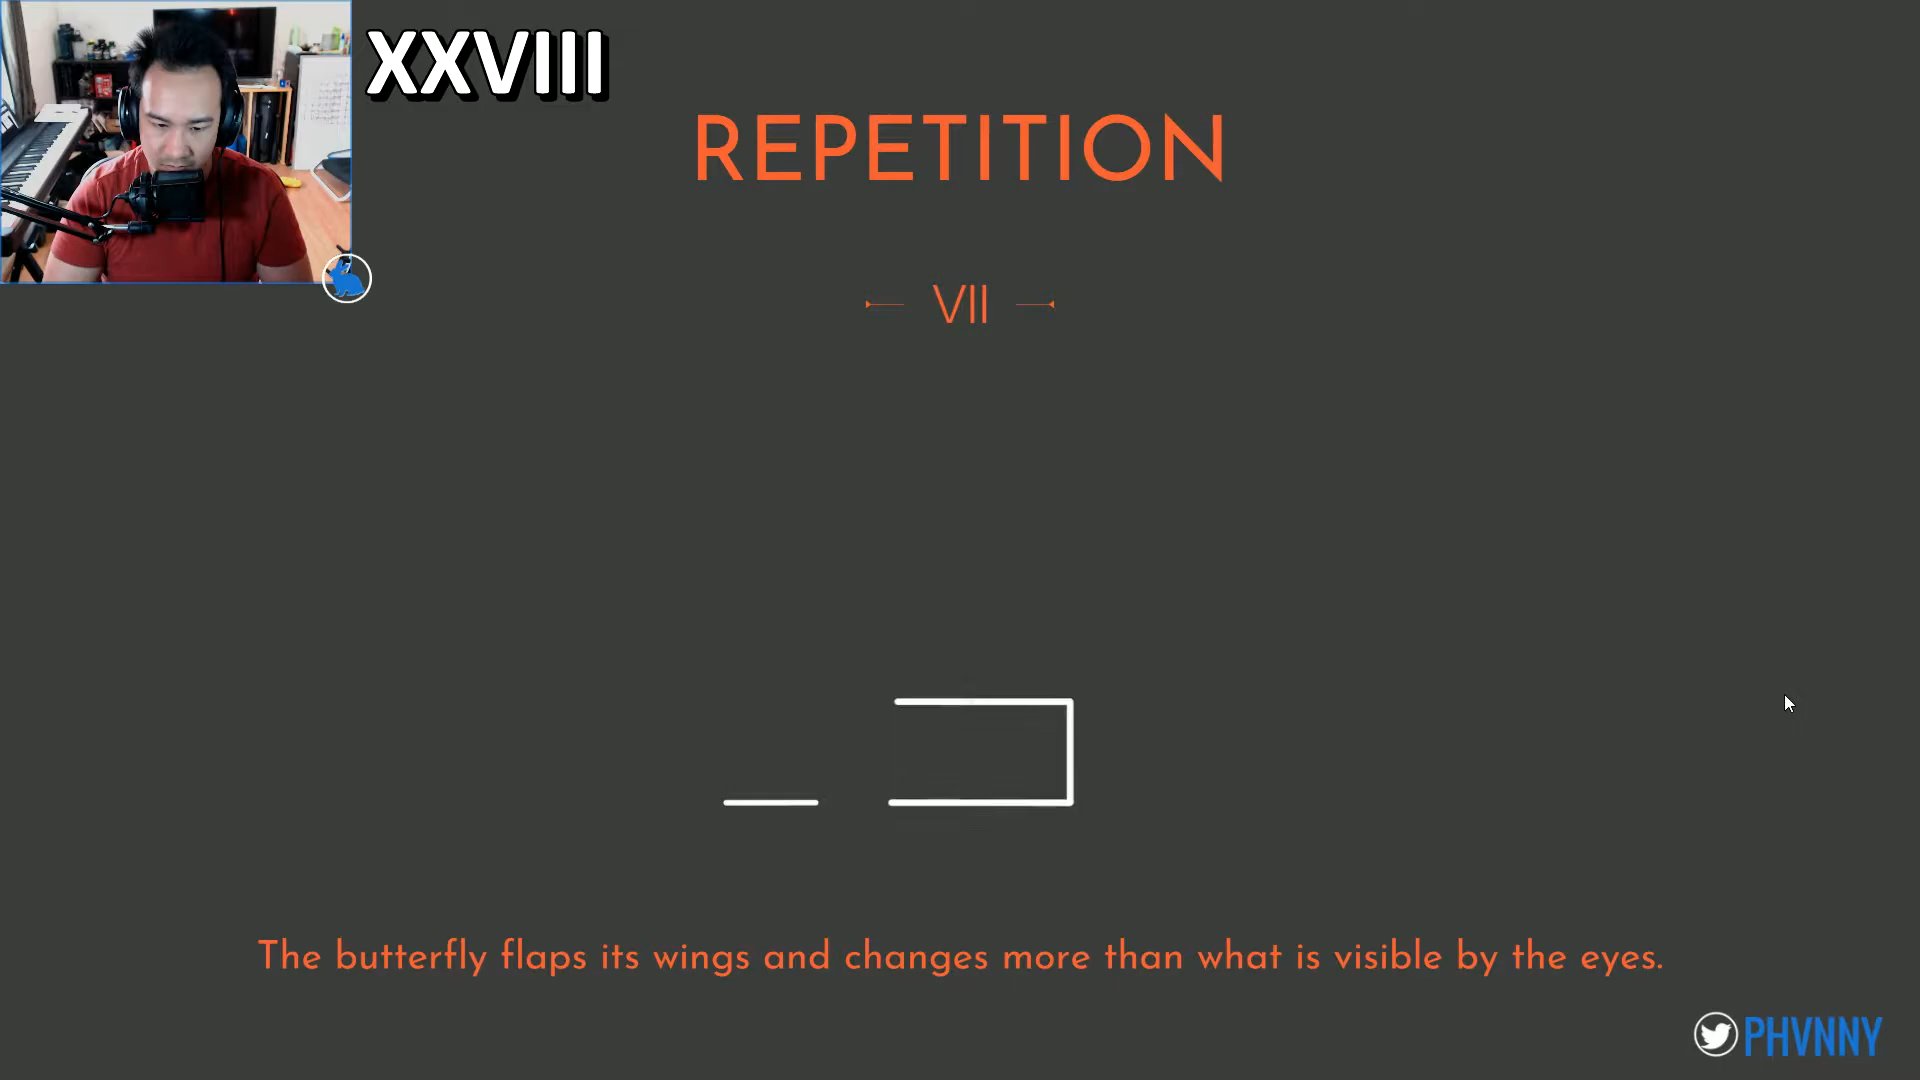 XXVIII
REPETITION
VII
The butterfly flaps its wings and changes more than what is visible by the eyes.
PHVNNY